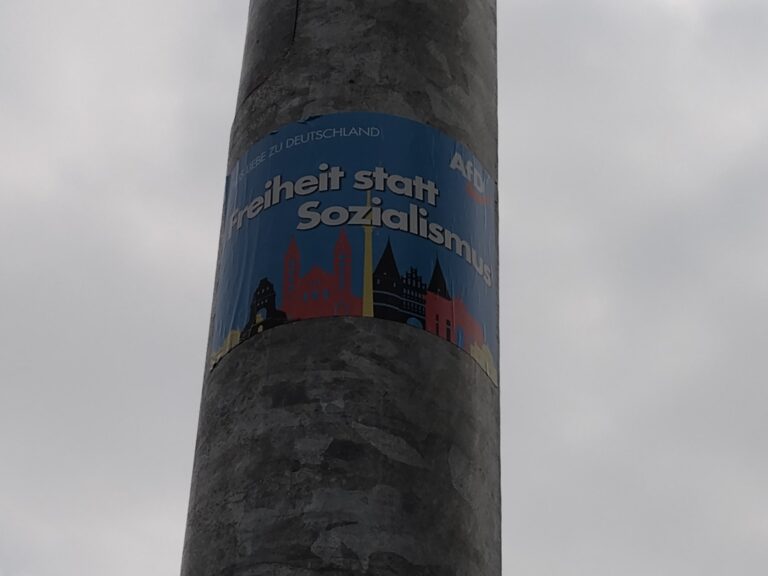 LIEBE ZU DEUTSCHLAND
AfD
Freiheit statt
Sozialismus